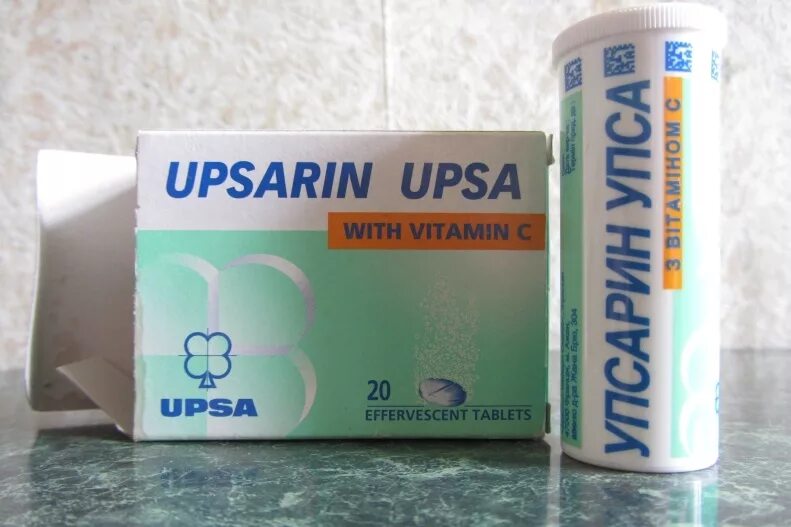 UPSARIN UPSA
WITH VITAMIN C
20
EFFERVESCENT TABLETS
UPSA
УПСАРИН УПСА
З ВІТАМІНОМ С